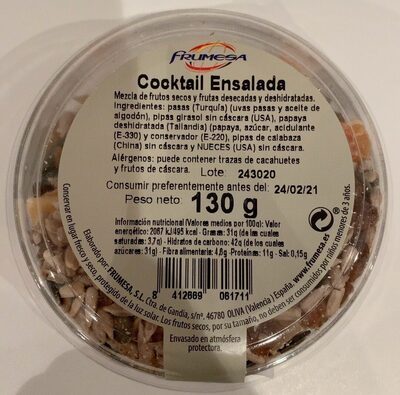 FRUMESA
Cocktail Ensalada
Mezcla de frutos secos y frutas desecadas y deshidratadas.
Ingredientes: pasas (Turquía) (uvas pasas y aceite de
algodón), pipas girasol sin cáscara (USA), papaya
deshidratada (Tailandia) (papaya, azúcar, acidulante
(E-330) y conservador (E-220), pipas de calabaza
(China) sin cáscara y NUECES (USA) sin cáscara.
Alérgenos: puede contener trazas de cacahuetes
y frutos de cáscara.
Lote: 243020
Consumir preferentemente antes del: 24/02/21
Peso neto: 130 g
Información nutricional (Valores medios por 100g): Valor
energético: 2067 kJ/495 kcal - Grasas: 31g (de las cuales
saturadas: 3,7g) - Hidratos de carbono: 42g (de los cuales
azúcares: 31g) - Fibra alimentaria: 4,6g - Proteínas: 11g - Sal: 0,15g
8 412669 061711
Conservar en lugar fresco y seco, protegido de la luz solar. Los frutos secos, por su tamaño, no deben ser consumidos por niños menores de 3 años.
Elaborado por: FRUMESA, S.L. Ctra. de Gandía, s/nº. 46780 OLIVA (Valencia) España. www.frumesa.es
Envasado en atmósfera
protectora.